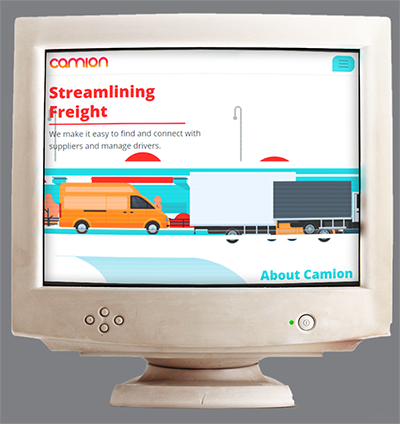 camion
Streamlining
Freight
We make it easy to find and connect with
suppliers and manage drivers.
About Camion